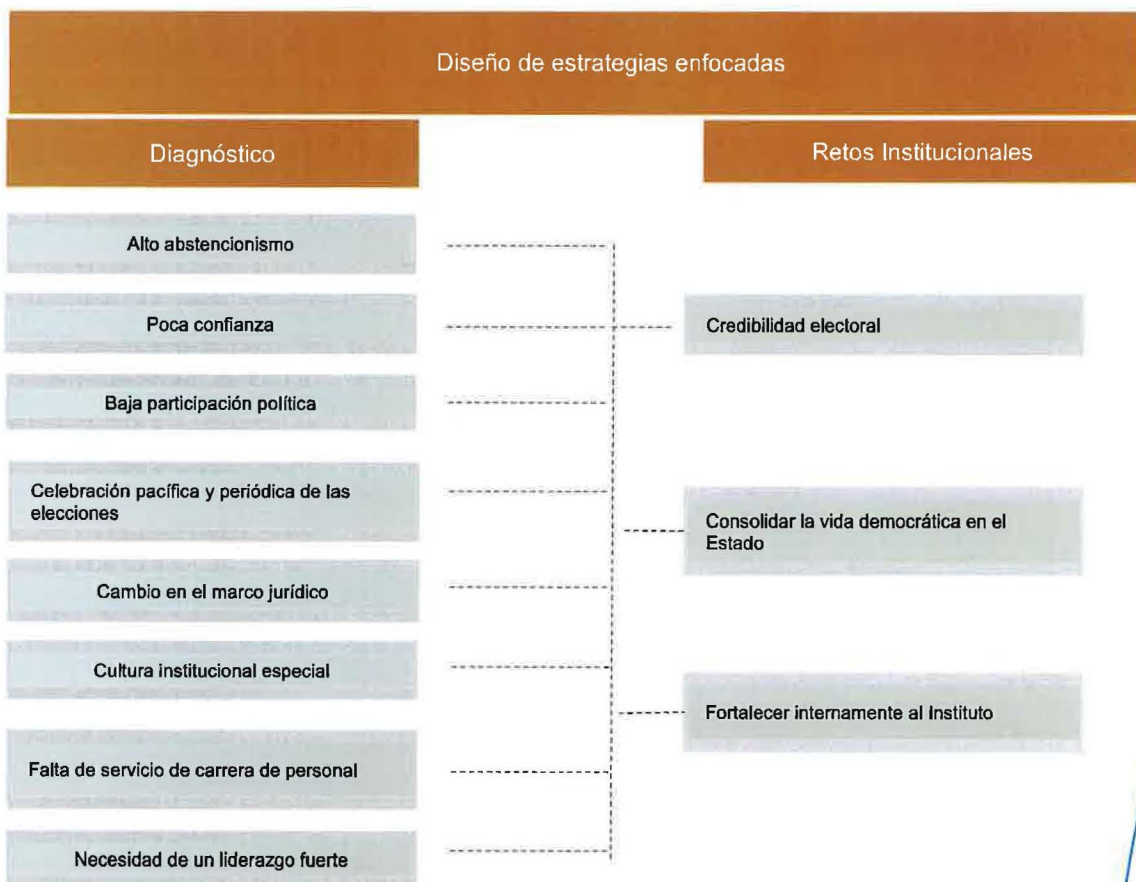 Diseño de estrategias enfocadas
Diagnóstico
Retos Institucionales
Alto abstencionismo
Poca confianza
Credibilidad electoral
Baja participación política
Celebración pacífica y periódica de las
elecciones
Consolidar la vida democrática en el
Estado
Cambio en el marco jurídico
Cultura institucional especial
Fortalecer internamente al Instituto
Falta de servicio de carrera de personal
Necesidad de un liderazgo fuerte